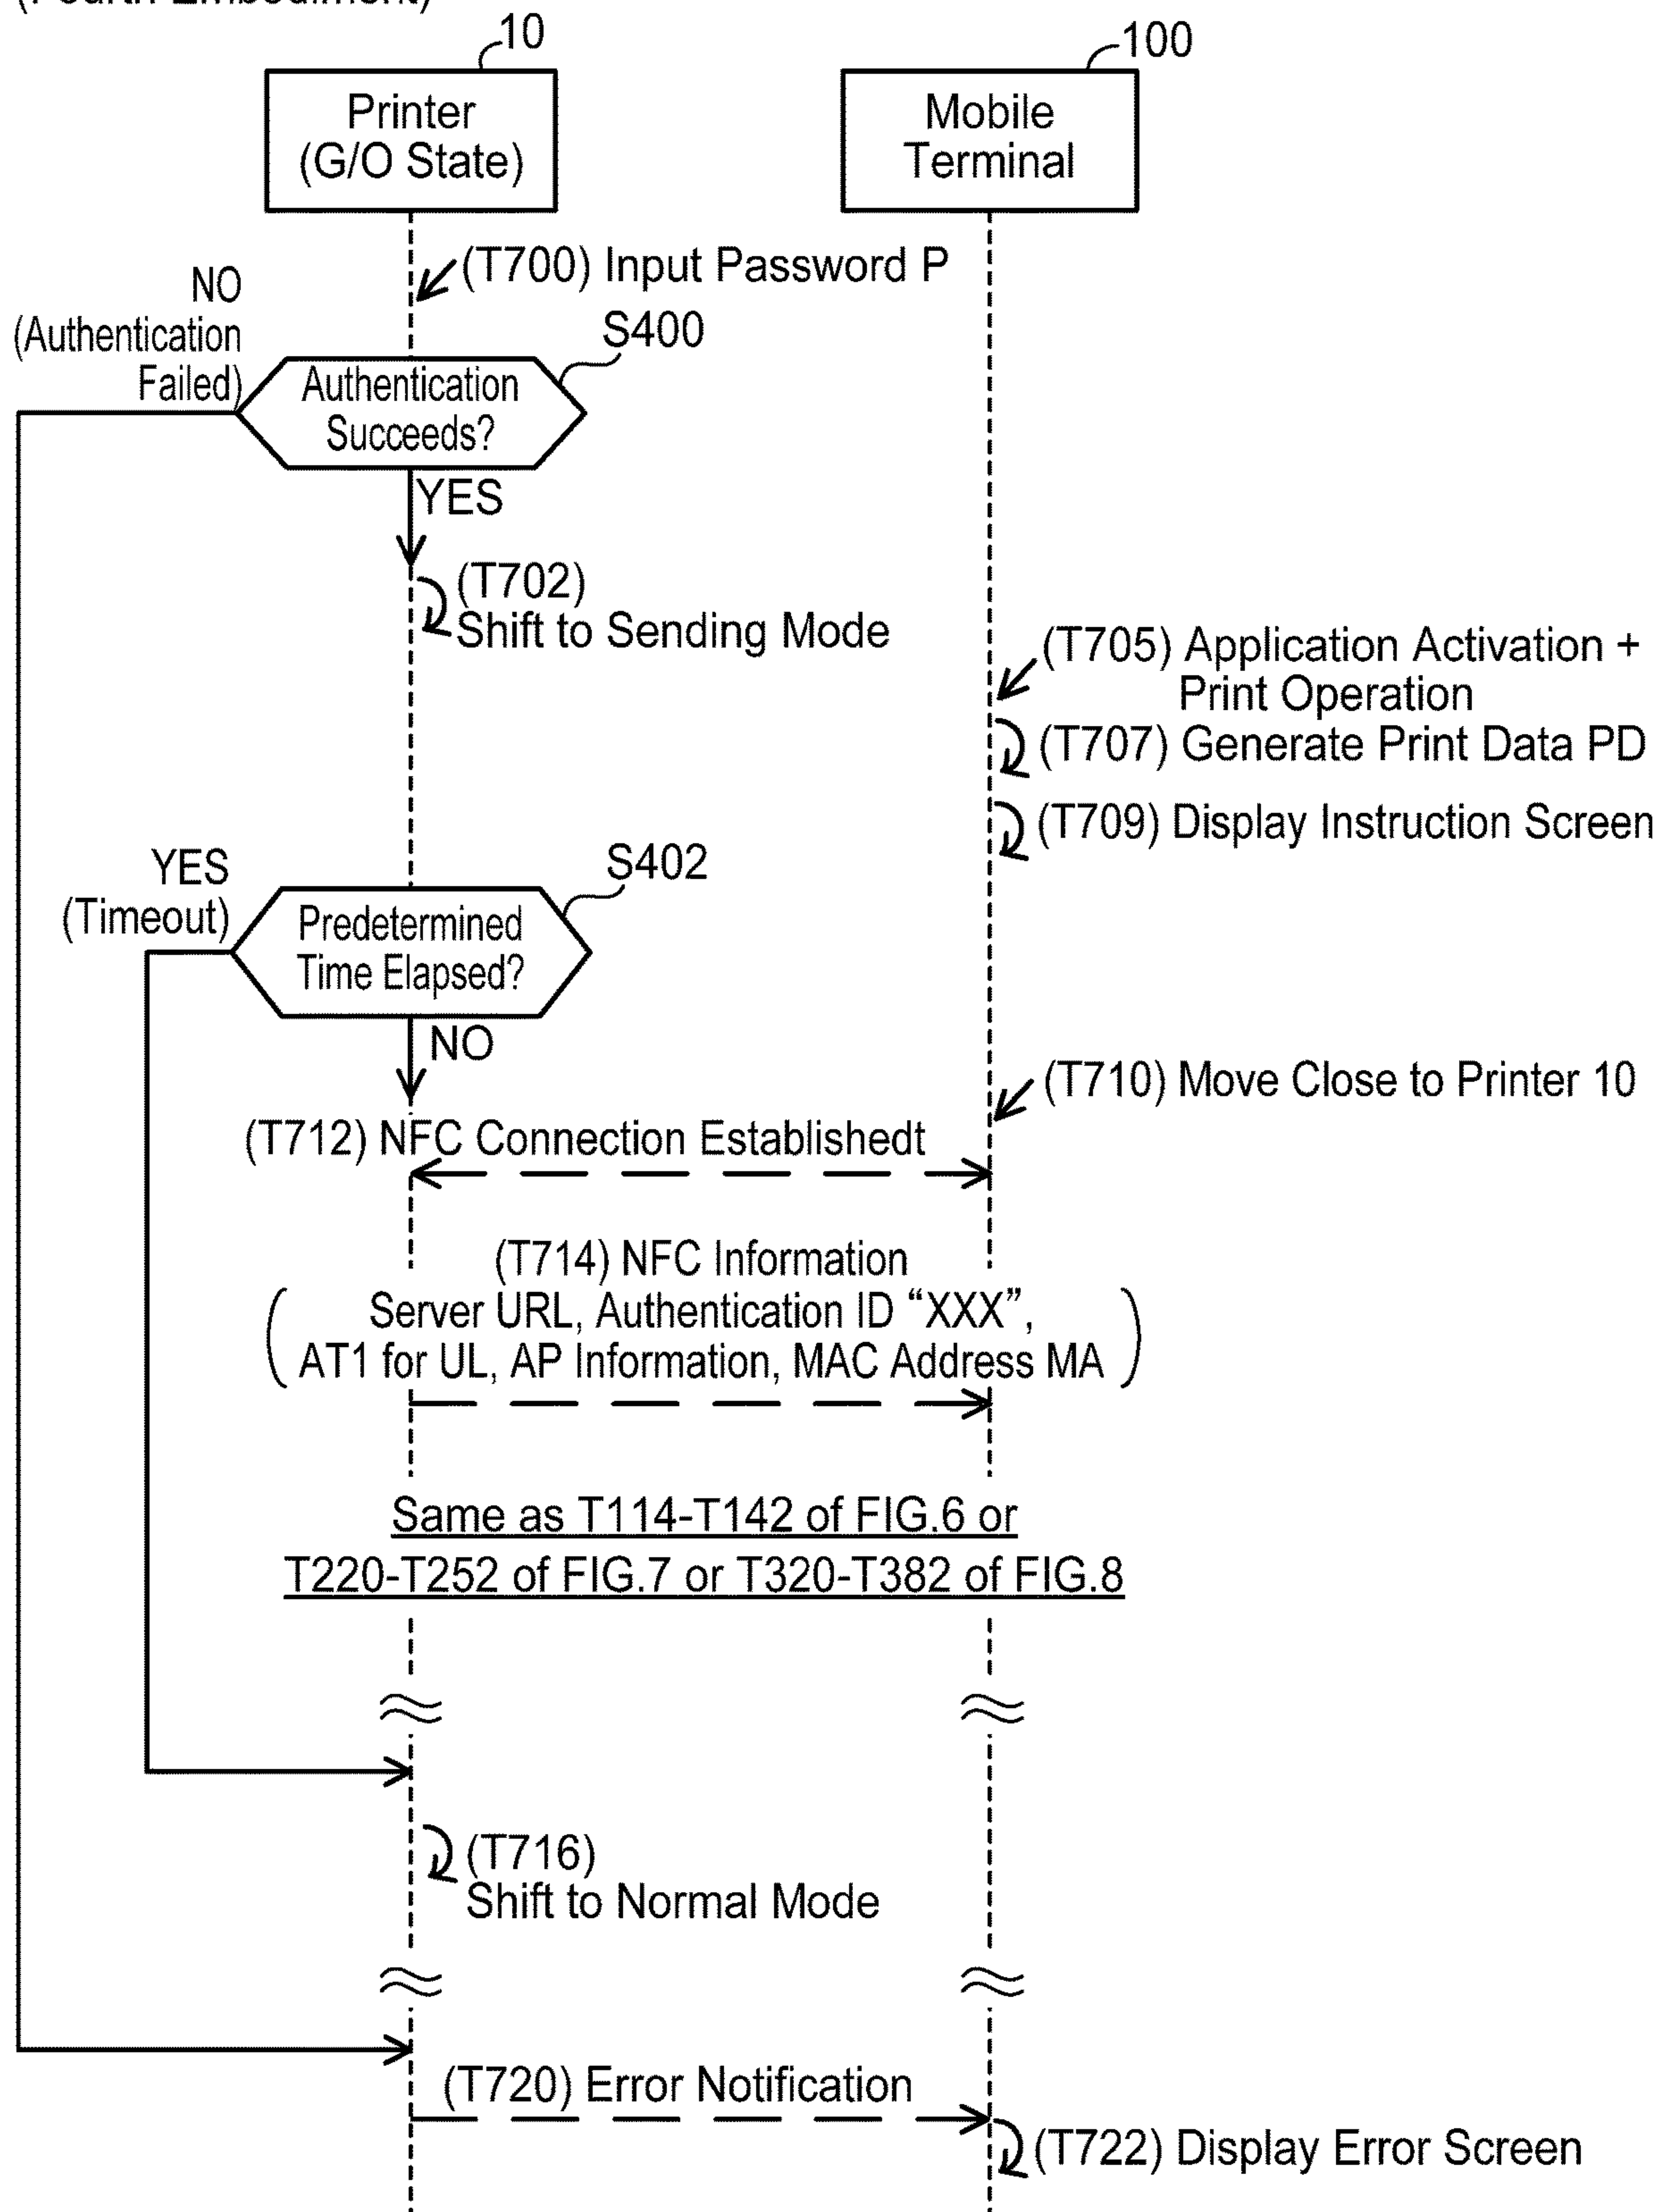 (Fourth Embodiment)
10
100
Printer
(G/O State)
Mobile
Terminal
(T700) Input Password P
NO
(Authentication
Failed)
S400
Authentication
Succeeds?
YES
(T702)
Shift to Sending Mode
(T705) Application Activation +
Print Operation
(T707) Generate Print Data PD
(T709) Display Instruction Screen
YES
(Timeout)
S402
Predetermined
Time Elapsed?
NO
(T710) Move Close to Printer 10
(T712) NFC Connection Establishedt
(T714) NFC Information
Server URL, Authentication ID “XXX”,
AT1 for UL, AP Information, MAC Address MA
Same as T114-T142 of FIG.6 or
T220-T252 of FIG.7 or T320-T382 of FIG.8
(T716)
Shift to Normal Mode
(T720) Error Notification
(T722) Display Error Screen